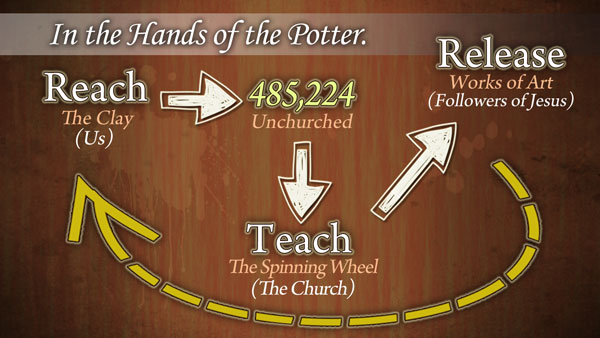 In the Hands of the Potter.
Reach
The Clay
(Us)
485,224
Unchurched
Release
Works of Art
(Followers of Jesus)
Teach
The Spinning Wheel
(The Church)